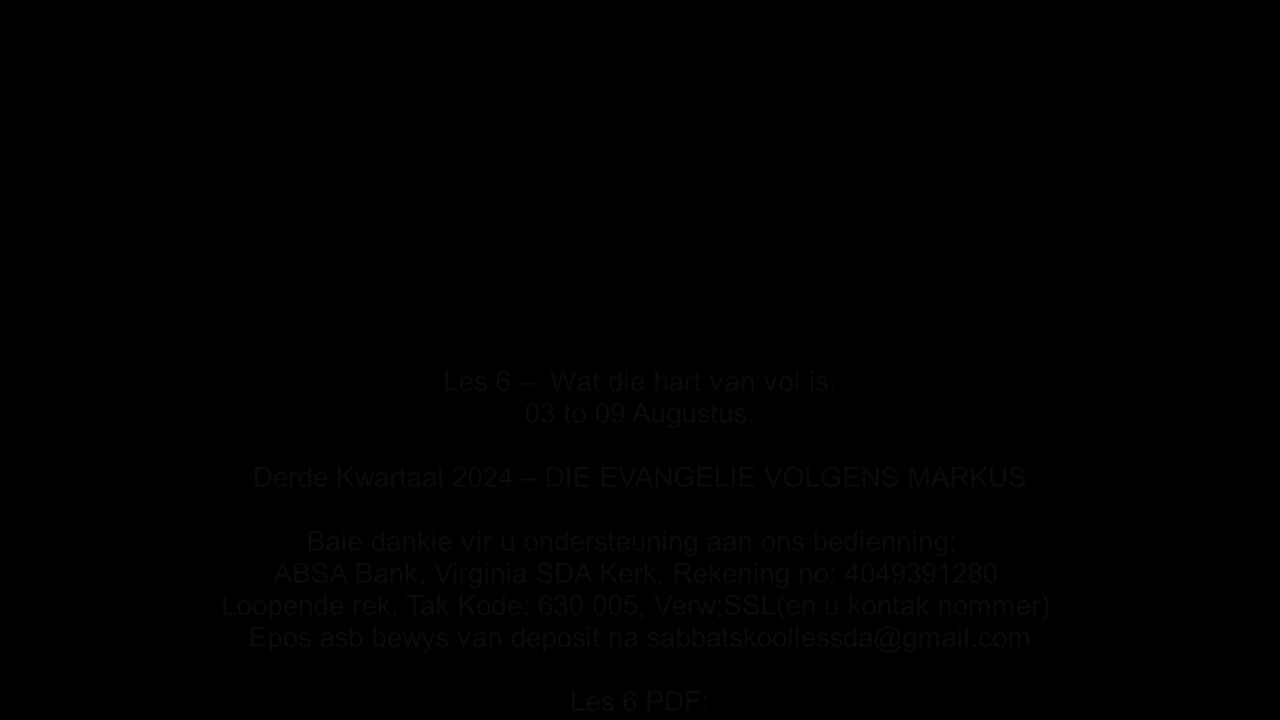 Les 6 – Wat die hart van vol is.
03 to 09 Augustus.
Derde Kwartaal 2024 – DIE EVANGELIE VOLGENS MARKUS
Baie dankie vir u ondersteuning aan ons bedienning;
ABSA Bank, Virginia SDA Kerk, Rekening no: 4049391280
Loopende rek, Tak Kode: 630 005, Verw;SSL(en u kontak nommer)
Epos asb bewys van deposit na sabbatskoollessda@gmail.com
Les 6 PDF: